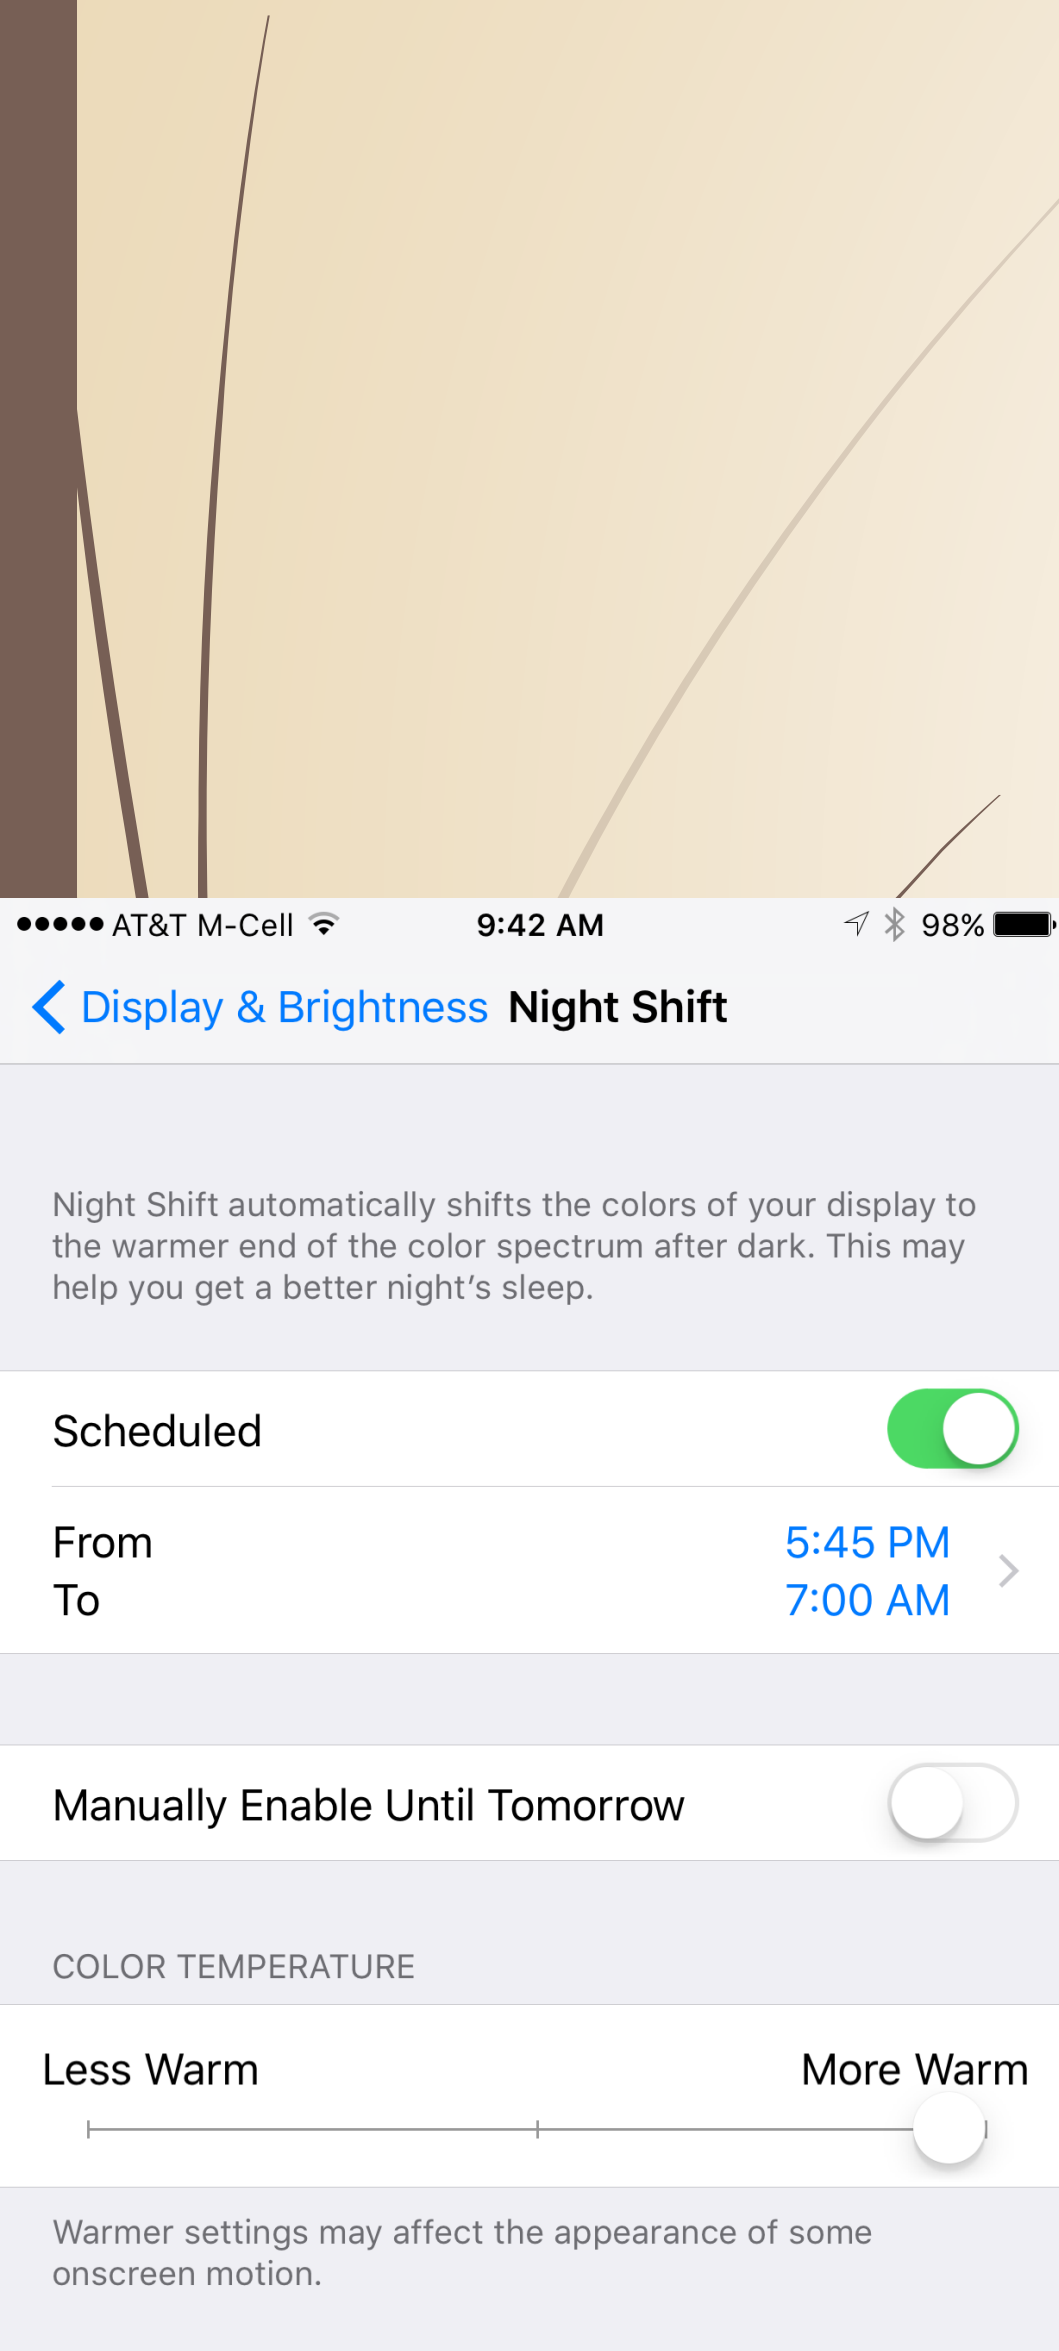 AT&T M-Cell 9:42 AM 98%
Display & Brightness Night Shift
Night Shift automatically shifts the colors of your display to
the warmer end of the color spectrum after dark. This may
help you get a better night's sleep.
Scheduled
From 5:45 PM
To 7:00 AM
Manually Enable Until Tomorrow
COLOR TEMPERATURE
Less Warm More Warm
Warmer settings may affect the appearance of some
onscreen motion.